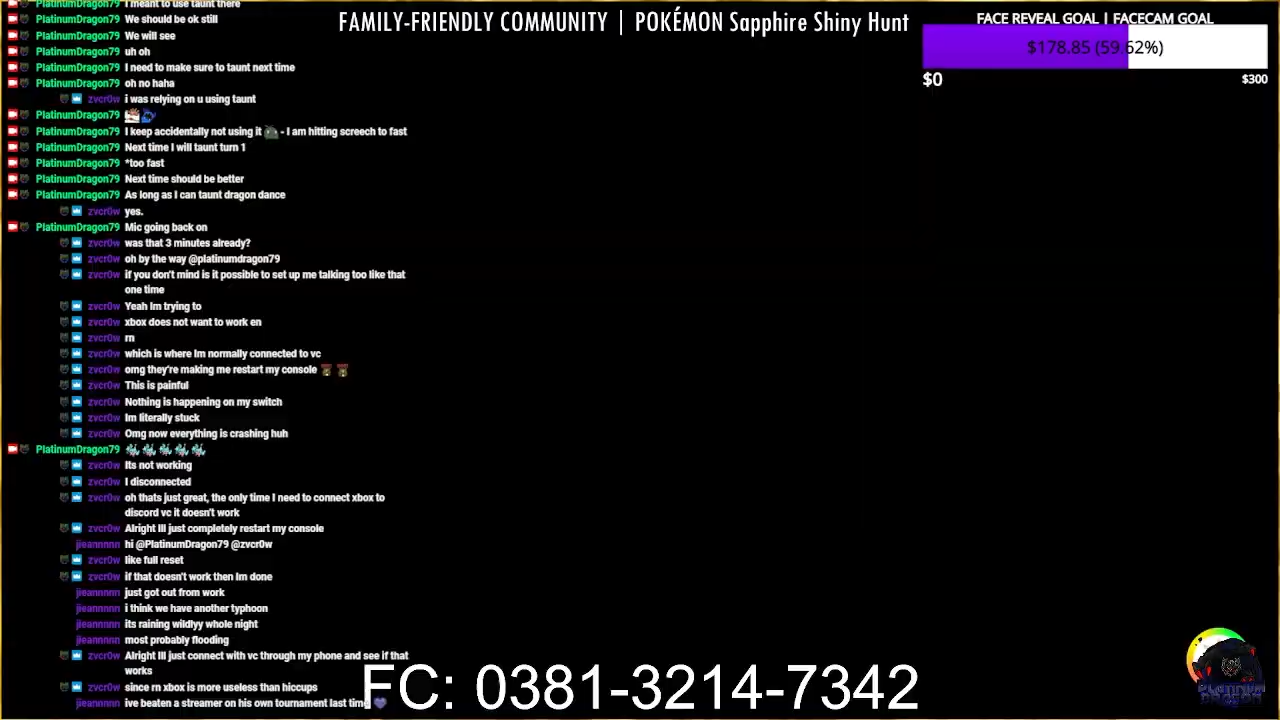 PlatinumDragon79 I meant to use taunt there
FAMILY-FRIENDLY COMMUNITY | POKÉMON Sapphire Shiny Hunt
FACE REVEAL GOAL | FACECAM GOAL
$178.85 (59.62%)
$0 $300
PlatinumDragon79 We should be ok still
PlatinumDragon79 We will see
PlatinumDragon79 uh oh
PlatinumDragon79 I need to make sure to taunt next time
PlatinumDragon79 oh no haha
zvcr0w i was relying on u using taunt
PlatinumDragon79
PlatinumDragon79 I keep accidentally not using it - I am hitting screech to fast
PlatinumDragon79 Next time I will taunt turn 1
PlatinumDragon79 *too fast
PlatinumDragon79 Next time should be better
PlatinumDragon79 As long as I can taunt dragon dance
zvcr0w yes.
PlatinumDragon79 Mic going back on
zvcr0w was that 3 minutes already?
zvcr0w oh by the way @platinumdragon79
zvcr0w if you don't mind is it possible to set up me talking too like that
one time
zvcr0w Yeah Im trying to
zvcr0w xbox does not want to work en
zvcr0w rn
zvcr0w which is where Im normally connected to vc
zvcr0w omg they're making me restart my console
zvcr0w This is painful
zvcr0w Nothing is happening on my switch
zvcr0w Im literally stuck
zvcr0w Omg now everything is crashing huh
PlatinumDragon79
zvcr0w Its not working
zvcr0w I disconnected
zvcr0w oh thats just great, the only time I need to connect xbox to
discord vc it doesn't work
zvcr0w Alright Ill just completely restart my console
jieannnnn hi @PlatinumDragon79 @zvcr0w
zvcr0w like full reset
zvcr0w if that doesn't work then Im done
jieannnnn just got out from work
jieannnnn i think we have another typhoon
jieannnnn its raining wildlyy whole night
jieannnnn most probably flooding
zvcr0w Alright Ill just connect with vc through my phone and see if that
works
zvcr0w since rn xbox is more useless than hiccups
jieannnnn ive beaten a streamer on his own tournament last time
FC: 0381-3214-7342
PLATINUM
DRAGON